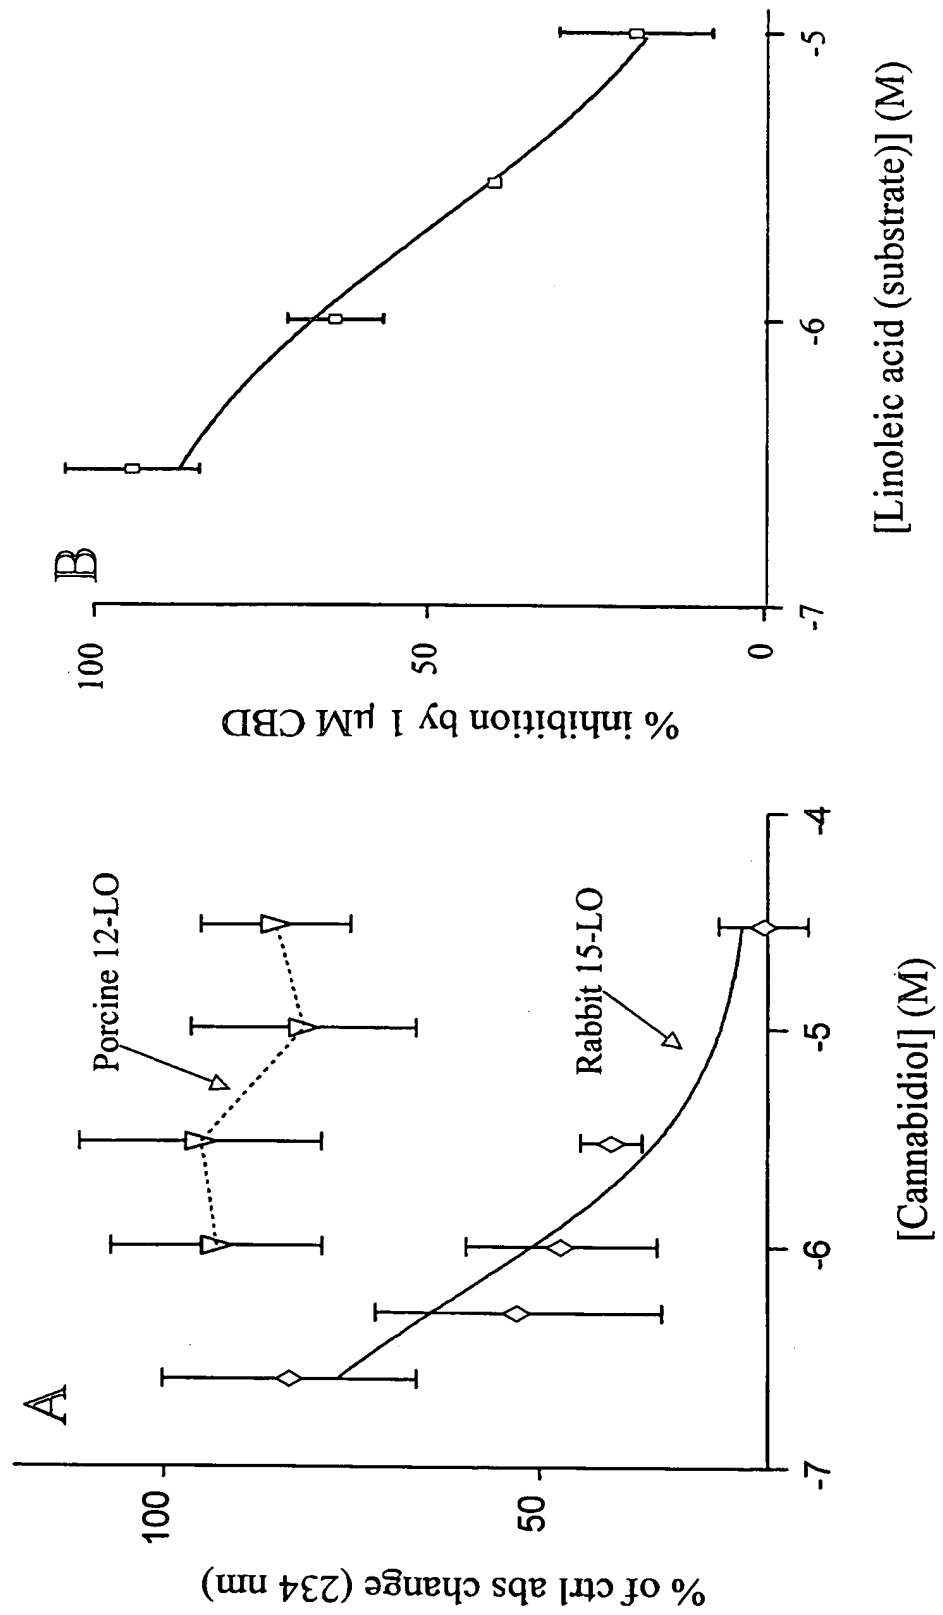 A
% of ctrl abs change (234 nm)
100
50
Porcine 12-LO
Rabbit 15-LO
-7
-6
-5
-4
[Cannabidiol] (M)
B
% inhibition by 1 µM CBD
100
50
0
-7
-6
-5
[Linoleic acid (substrate)] (M)